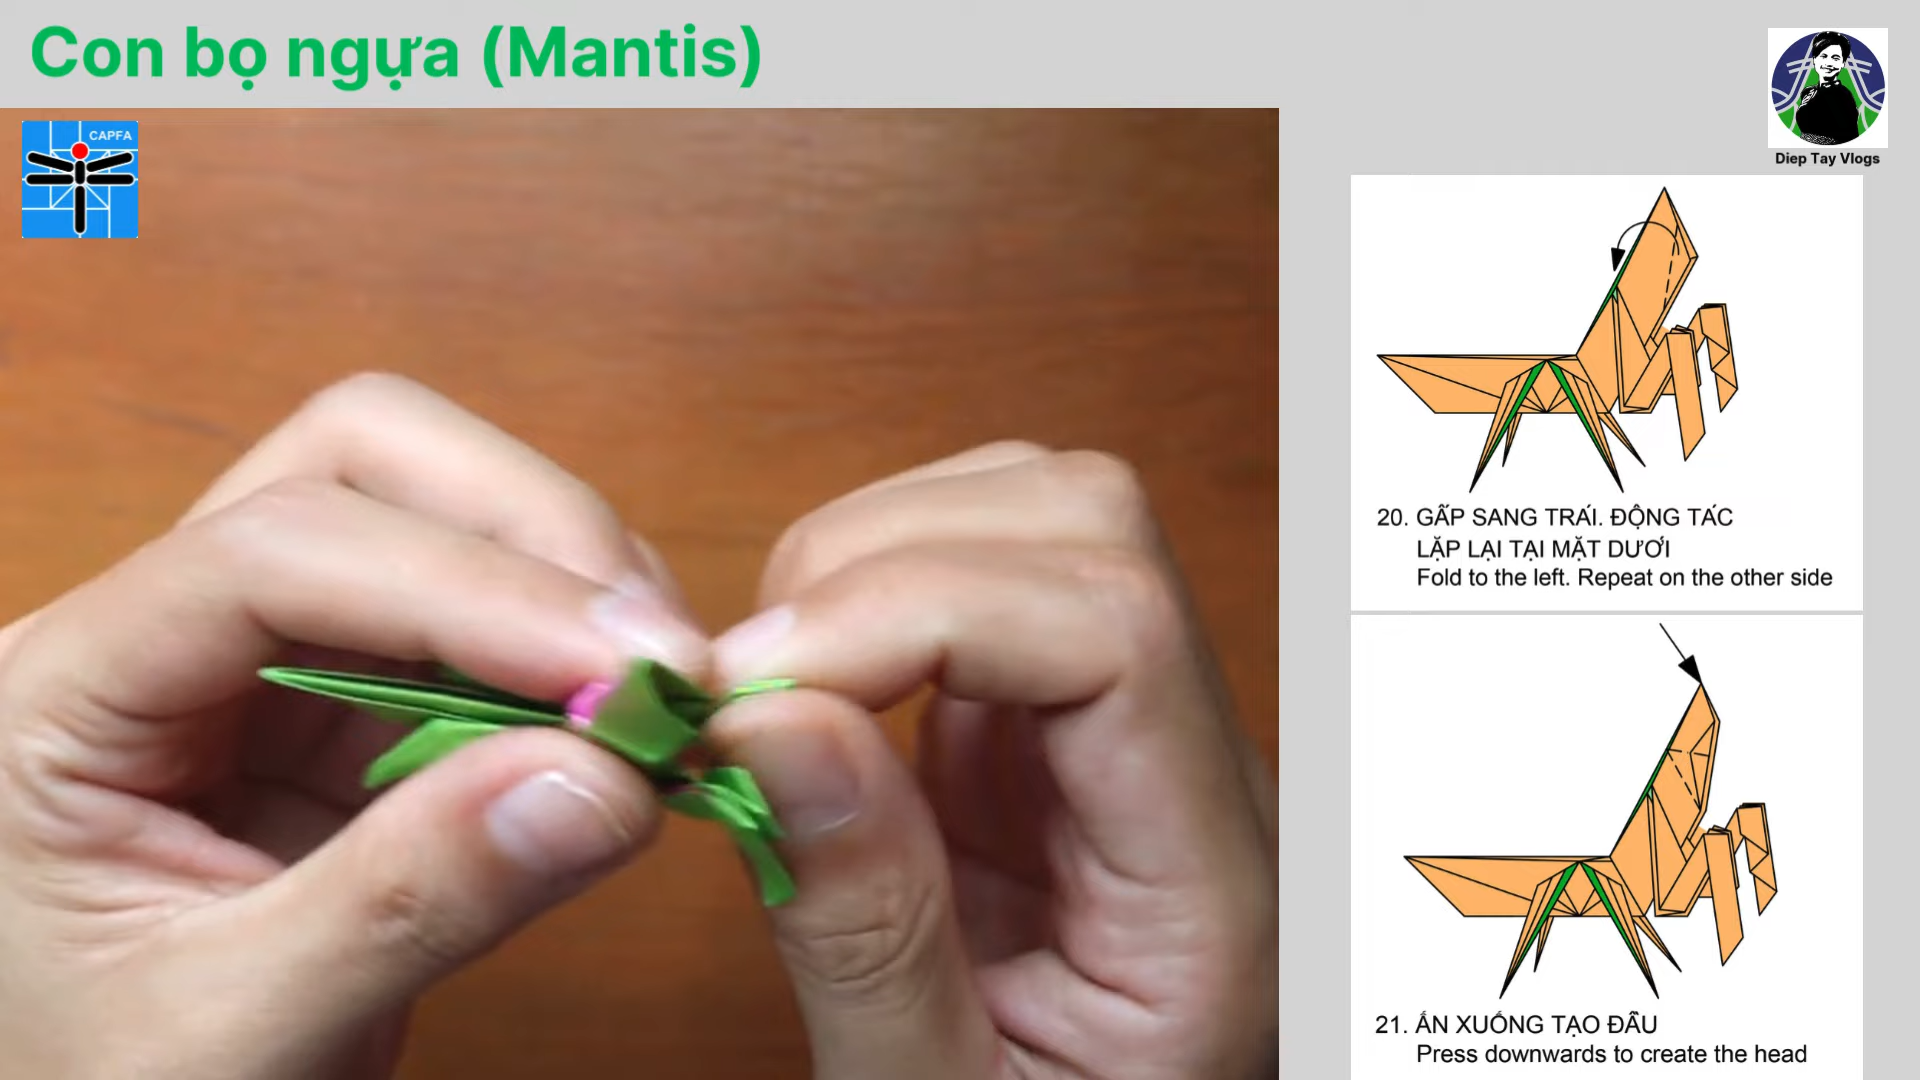 Con bọ ngựa (Mantis)
CAPFA
Diep Tay Vlogs
20. GẤP SANG TRÁI. ĐỘNG TÁC
LẶP LẠI TẠI MẶT DƯỚI
Fold to the left. Repeat on the other side
21. ẤN XUỐNG TẠO ĐẦU
Press downwards to create the head